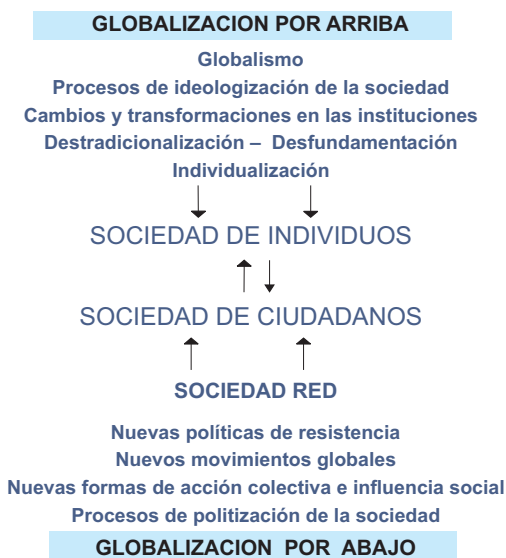 GLOBALIZACION POR ARRIBA
Globalismo
Procesos de ideologización de la sociedad
Cambios y transformaciones en las instituciones
Destradicionalización – Desfundamentación
Individualización
SOCIEDAD DE INDIVIDUOS
SOCIEDAD DE CIUDADANOS
SOCIEDAD RED
Nuevas políticas de resistencia
Nuevos movimientos globales
Nuevas formas de acción colectiva e influencia social
Procesos de politización de la sociedad
GLOBALIZACION POR ABAJO